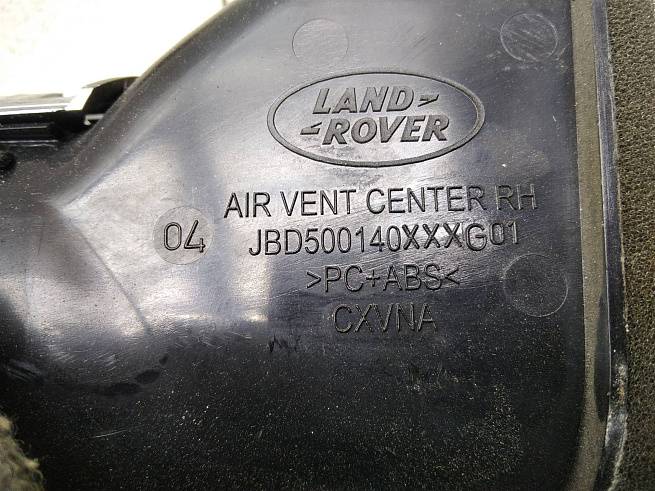 LAND
ROVER
AIR VENT CENTER RH
04
JBD500140XXXG01
>PC+ABS<
CXVNA